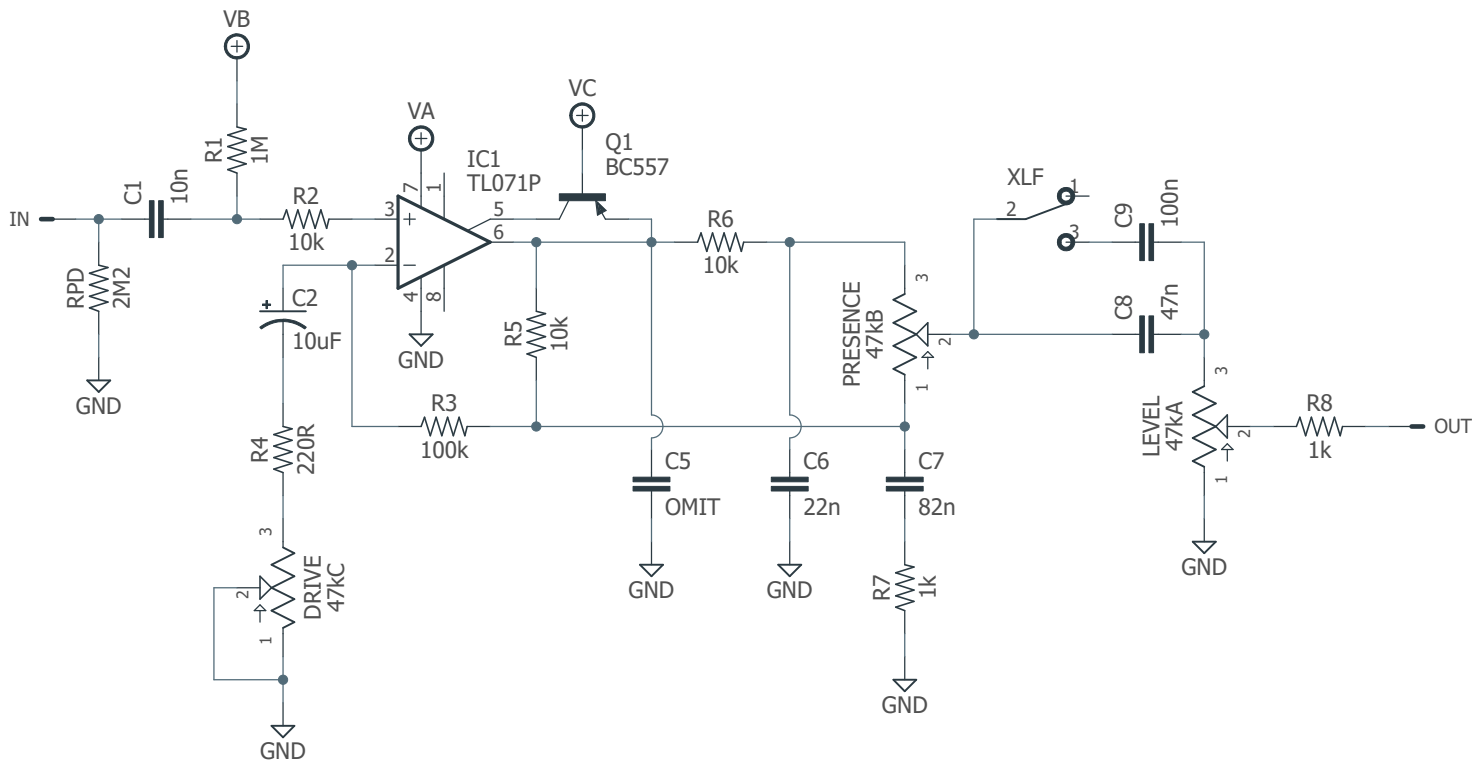 VB
VC
VA
R1
1M
Q1
BC557
IC1
TL071P
XLF
1
2
3
C9
100n
C1
10n
IN
R2
10k
7
1
3
+
5
6
2
−
4
8
GND
R6
10k
RPD
2M2
GND
+
C2
10uF
R5
10k
PRESENCE
47kB
3
2
1
C8
47n
LEVEL
47kA
3
2
1
R8
1k
OUT
R3
100k
R4
220R
C5
OMIT
C6
22n
C7
82n
GND
DRIVE
47kC
3
2
1
GND
GND
R7
1k
GND
GND